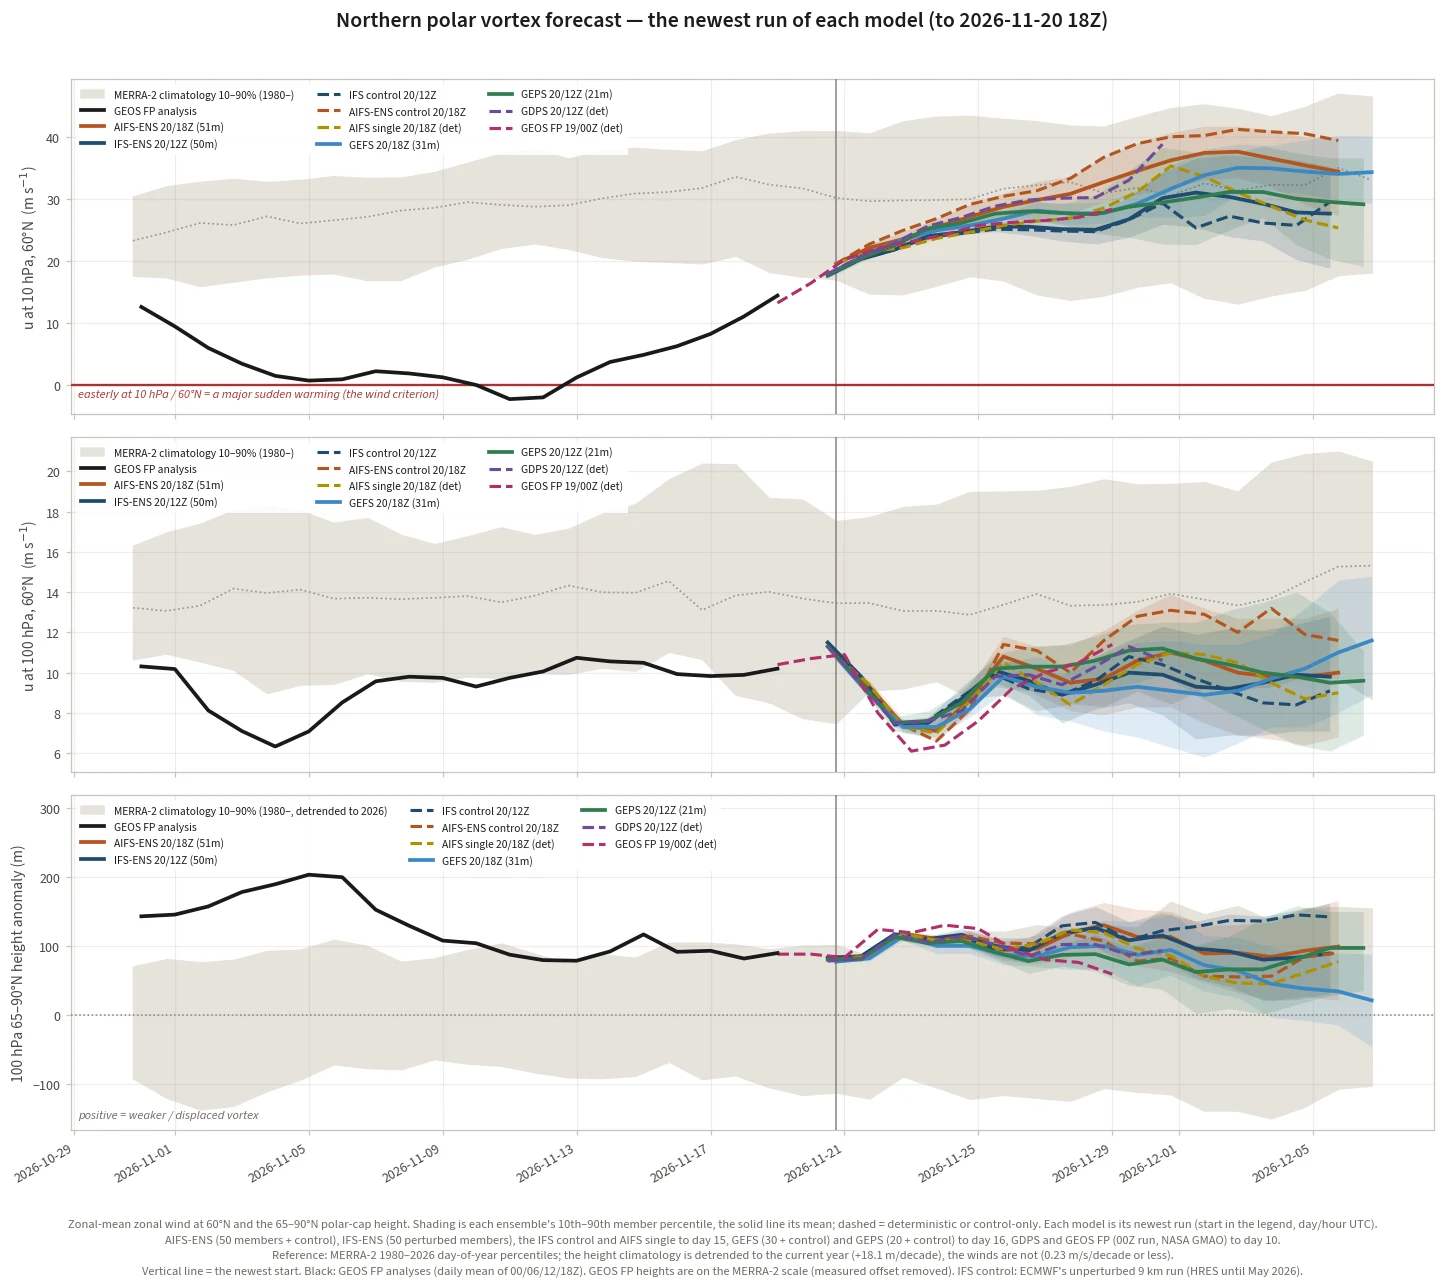 Northern polar vortex forecast — the newest run of each model (to 2026-11-20 18Z)
MERRA-2 climatology 10–90% (1980–)
GEOS FP analysis
AIFS-ENS 20/18Z (51m)
IFS-ENS 20/12Z (50m)
IFS control 20/12Z
AIFS-ENS control 20/18Z
AIFS single 20/18Z (det)
GEFS 20/18Z (31m)
GEPS 20/12Z (21m)
GDPS 20/12Z (det)
GEOS FP 19/00Z (det)
u at 10 hPa, 60°N (m s⁻¹)
40
30
20
10
0
easterly at 10 hPa / 60°N = a major sudden warming (the wind criterion)
MERRA-2 climatology 10–90% (1980–)
GEOS FP analysis
AIFS-ENS 20/18Z (51m)
IFS-ENS 20/12Z (50m)
IFS control 20/12Z
AIFS-ENS control 20/18Z
AIFS single 20/18Z (det)
GEFS 20/18Z (31m)
GEPS 20/12Z (21m)
GDPS 20/12Z (det)
GEOS FP 19/00Z (det)
u at 100 hPa, 60°N (m s⁻¹)
20
18
16
14
12
10
8
6
MERRA-2 climatology 10–90% (1980–, detrended to 2026)
GEOS FP analysis
AIFS-ENS 20/18Z (51m)
IFS-ENS 20/12Z (50m)
IFS control 20/12Z
AIFS-ENS control 20/18Z
AIFS single 20/18Z (det)
GEFS 20/18Z (31m)
GEPS 20/12Z (21m)
GDPS 20/12Z (det)
GEOS FP 19/00Z (det)
100 hPa 65–90°N height anomaly (m)
300
200
100
0
−100
positive = weaker / displaced vortex
2026-10-29
2026-11-01
2026-11-05
2026-11-09
2026-11-13
2026-11-17
2026-11-21
2026-11-25
2026-11-29
2026-12-01
2026-12-05
Zonal-mean zonal wind at 60°N and the 65–90°N polar-cap height. Shading is each ensemble's 10th–90th member percentile, the solid line its mean; dashed = deterministic or control-only. Each model is its newest run (start in the legend, day/hour UTC).
AIFS-ENS (50 members + control), IFS-ENS (50 perturbed members), the IFS control and AIFS single to day 15, GEFS (30 + control) and GEPS (20 + control) to day 16, GDPS and GEOS FP (00Z run, NASA GMAO) to day 10.
Reference: MERRA-2 1980–2026 day-of-year percentiles; the height climatology is detrended to the current year (+18.1 m/decade), the winds are not (0.23 m/s/decade or less).
Vertical line = the newest start. Black: GEOS FP analyses (daily mean of 00/06/12/18Z). GEOS FP heights are on the MERRA-2 scale (measured offset removed). IFS control: ECMWF's unperturbed 9 km run (HRES until May 2026).